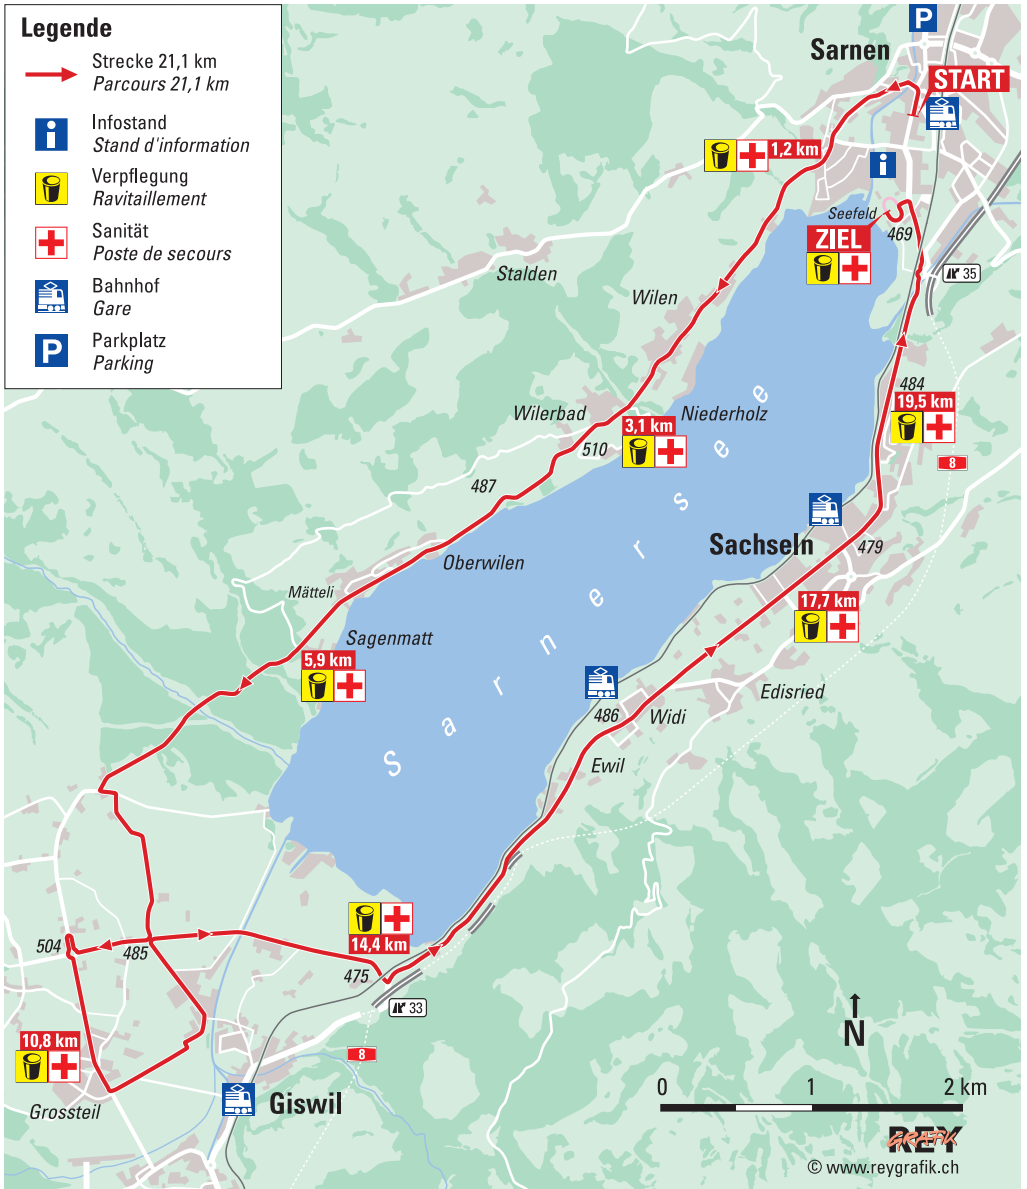 Legende
Strecke 21,1 km
Parcours 21,1 km
Infostand
Stand d'information
Verpflegung
Ravitaillement
Sanität
Poste de secours
Bahnhof
Gare
P
Parkplatz
Parking
P
Sarnen
START
1,2 km
i
Seefeld
469
ZIEL
35
Stalden
Wilen
484
Wilerbad
Niederholz
19,5 km
3,1 km
510
8
487
Sachseln
479
Oberwilen
Mätteli
17,7 km
Sagenmatt
5,9 km
Sarnersee
Edisried
486
Widi
Ewil
504
485
14,4 km
475
33
10,8 km
8
N
Grossteil
Giswil
0 1 2 km
REY
GRAFIK
© www.reygrafik.ch